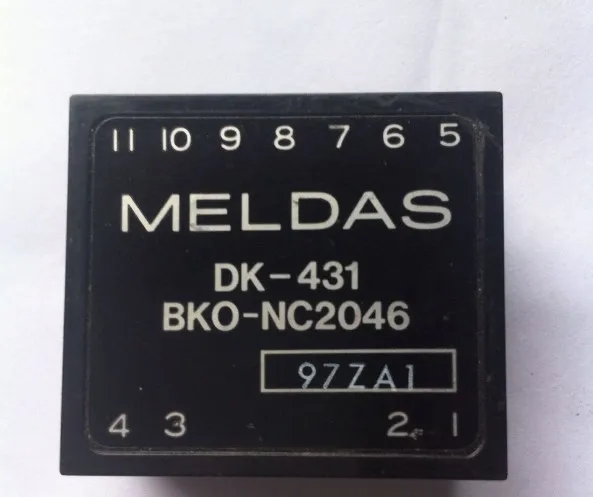 11 10 9 8 7 6 5
MELDAS
DK-431
BKO-NC2046
97ZA1
4 3 2 1